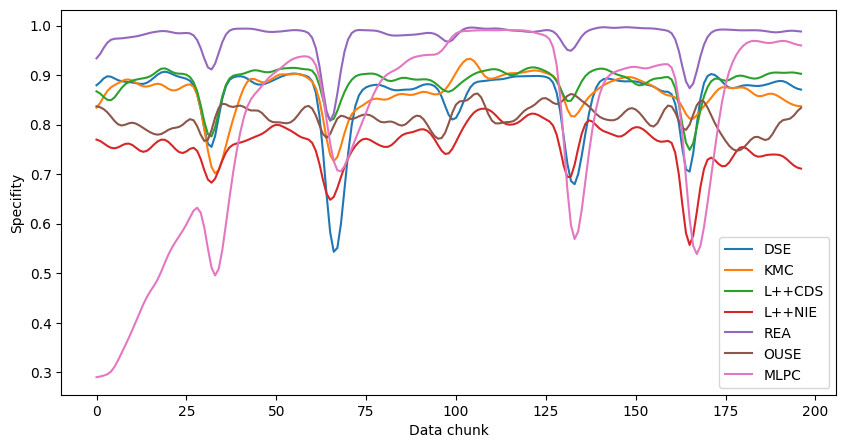 1.0
0.9
0.8
0.7
0.6
0.5
0.4
0.3
Specifity
0 25 50 75 100 125 150 175 200
Data chunk
DSE
KMC
L++CDS
L++NIE
REA
OUSE
MLPC